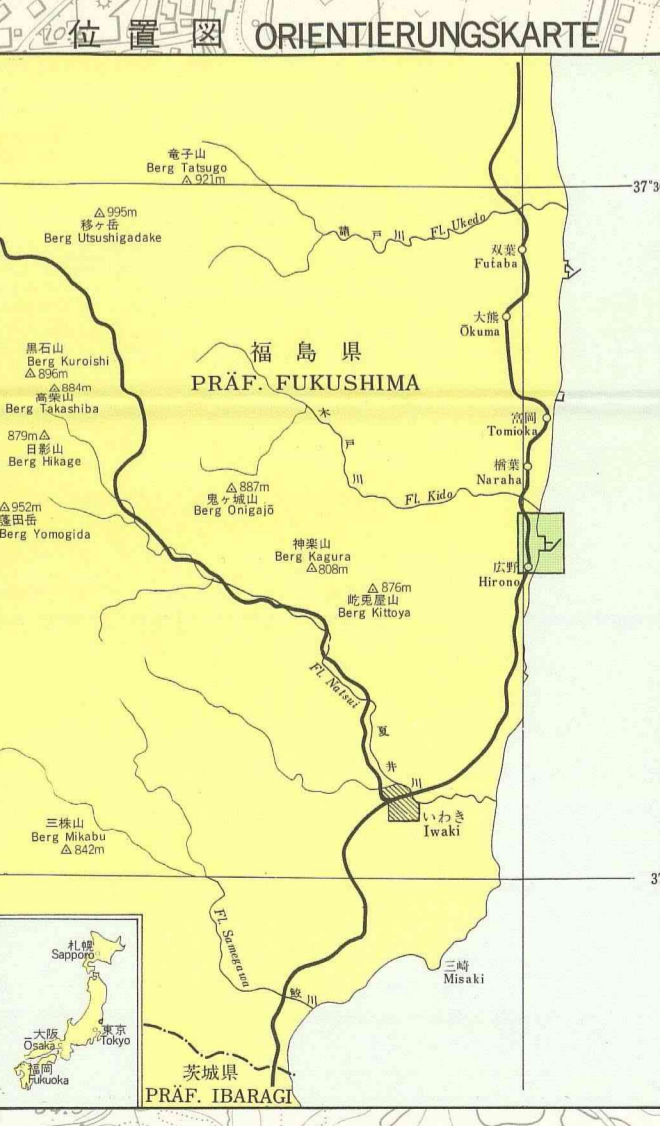 位置図 ORIENTIERUNGSKARTE
竜子山
Berg Tatsugo
921m
37°3
995m
移ヶ岳
Berg Utsushigadake
請戸川 Fl. Ukedo
双葉
Futaba
大熊
Ōkuma
福島県
PRÄF. FUKUSHIMA
黒石山
Berg Kuroishi
896m
884m
高柴山
Berg Takashiba
879m
日影山
Berg Hikage
木戸川
Fl. Kido
富岡
Tomioka
楢葉
Naraha
887m
鬼ヶ城山
Berg Onigajō
952m
蓬田岳
Berg Yomogida
神楽山
Berg Kagura
808m
876m
屹兎屋山
Berg Kittoya
広野
Hirono
Fl. Natsui
夏井川
いわき
Iwaki
三株山
Berg Mikabu
842m
37
Fl. Samegawa
鮫川
三崎
Misaki
札幌
Sapporo
大阪
Ōsaka
東京
Tokyo
福岡
Fukuoka
茨城県
PRÄF. IBARAGI